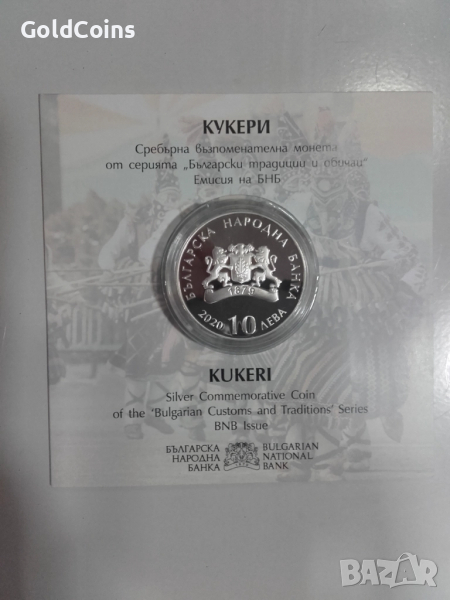 GoldCoins
КУКЕРИ
Сребърна възпоменателна монета
от серията „Български традиции и обичаи“
Емисия на БНБ
БЪЛГАРСКА НАРОДНА БАНКА
1879
2020 10 ЛЕВА
KUKERI
Silver Commemorative Coin
of the 'Bulgarian Customs and Traditions' Series
BNB Issue
БЪЛГАРСКА
НАРОДНА
БАНКА
BULGARIAN
NATIONAL
BANK
BAZAR